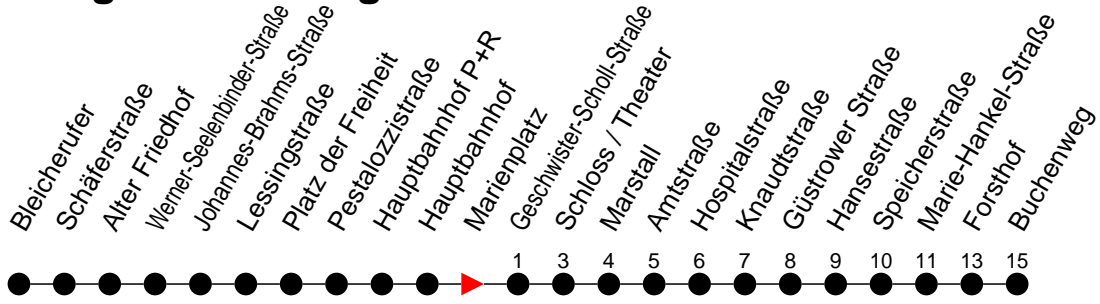 Bleicherufer
Schäferstraße
Alter Friedhof
Werner-Seelenbinder-Straße
Johannes-Brahms-Straße
Lessingstraße
Platz der Freiheit
Pestalozzistraße
Hauptbahnhof P+R
Hauptbahnhof
Marienplatz
Geschwister-Scholl-Straße
Schloss / Theater
Marstall
Amtstraße
Hospitalstraße
Knaudtstraße
Güstrower Straße
Hansestraße
Speicherstraße
Marie-Hankel-Straße
Forsthof
Buchenweg
1 3 4 5 6 7 8 9 10 11 13 15